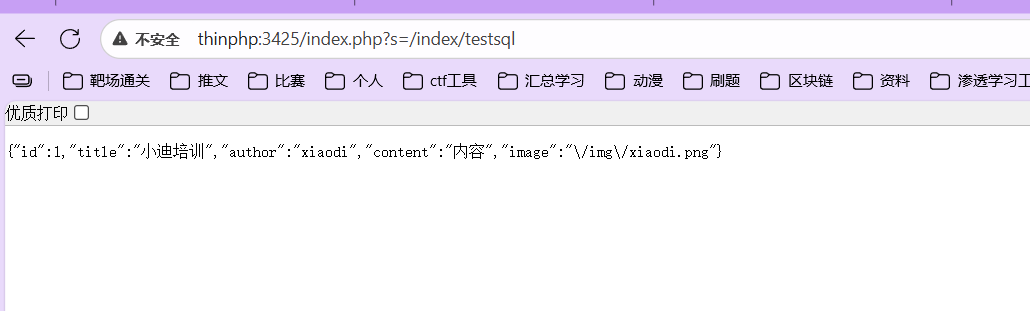 不安全 thinphp:3425/index.php?s=/index/testsql
靶场通关 推文 比赛 个人 ctf工具 汇总学习 动漫 刷题 区块链 资料 渗透学习工
优质打印
{"id":1,"title":"小迪培训","author":"xiaodi","content":"内容","image":"\/img\/xiaodi.png"}